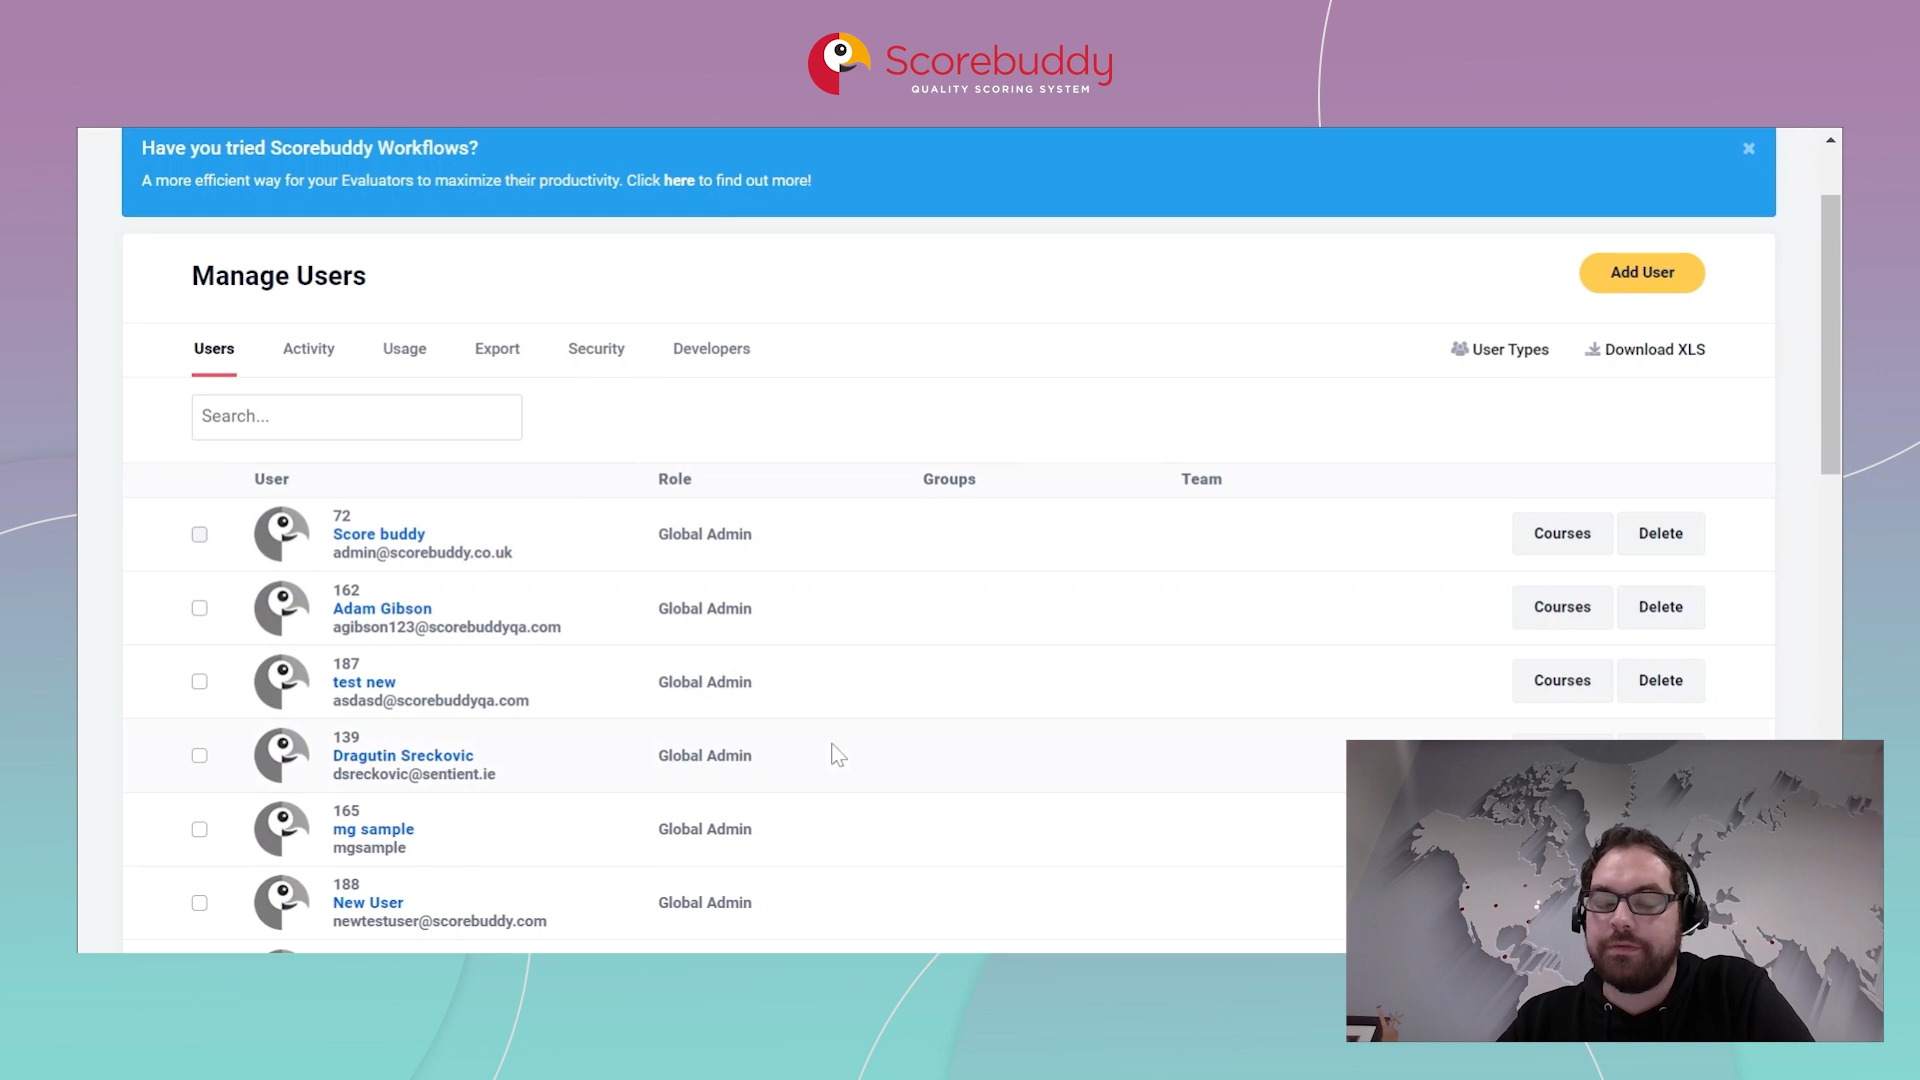 Scorebuddy
QUALITY SCORING SYSTEM
Have you tried Scorebuddy Workflows?
A more efficient way for your Evaluators to maximize their productivity. Click here to find out more!
Manage Users
Add User
Users
Activity
Usage
Export
Security
Developers
User Types
Download XLS
Search...
User
Role
Groups
Team
72
Score buddy
admin@scorebuddy.co.uk
Global Admin
Courses
Delete
162
Adam Gibson
agibson123@scorebuddyqa.com
Global Admin
Courses
Delete
187
test new
asdasd@scorebuddyqa.com
Global Admin
Courses
Delete
139
Dragutin Sreckovic
dsreckovic@sentient.ie
Global Admin
165
mg sample
mgsample
Global Admin
188
New User
newtestuser@scorebuddy.com
Global Admin